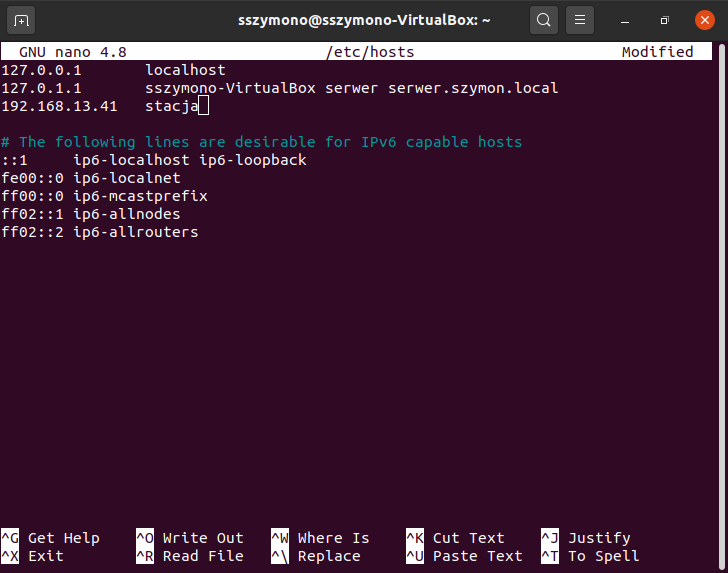 sszymono@sszymono-VirtualBox: ~
GNU nano 4.8 /etc/hosts Modified
127.0.0.1 localhost
127.0.1.1 sszymono-VirtualBox serwer serwer.szymon.local
192.168.13.41 stacja
# The following lines are desirable for IPv6 capable hosts
::1 ip6-localhost ip6-loopback
fe00::0 ip6-localnet
ff00::0 ip6-mcastprefix
ff02::1 ip6-allnodes
ff02::2 ip6-allrouters
^G Get Help ^O Write Out ^W Where Is ^K Cut Text ^J Justify
^X Exit ^R Read File ^\ Replace ^U Paste Text ^T To Spell